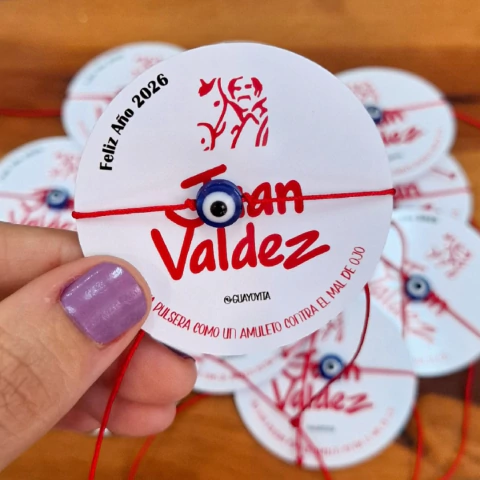 Feliz Año 2026
Juan
Valdez
@GUAYOYITA
PULSERA COMO UN AMULETO CONTRA EL MAL DE OJO